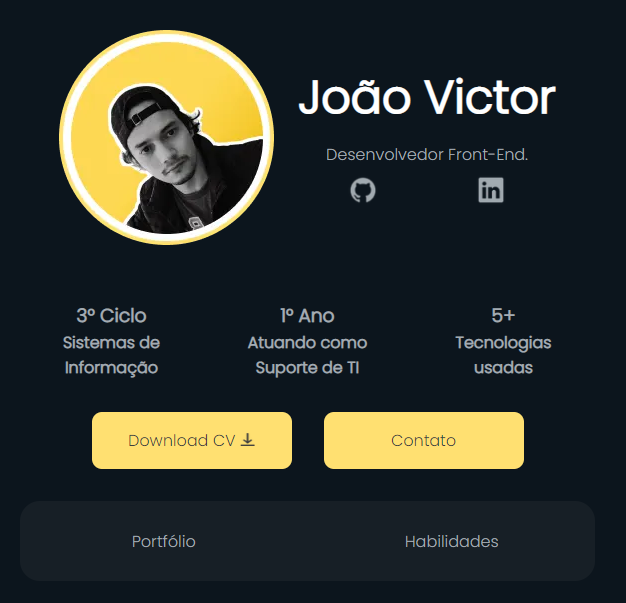 João Victor
Desenvolvedor Front-End.
in
3º Ciclo
Sistemas de
Informação
1º Ano
Atuando como
Suporte de TI
5+
Tecnologias
usadas
Download CV
Contato
Portfólio
Habilidades